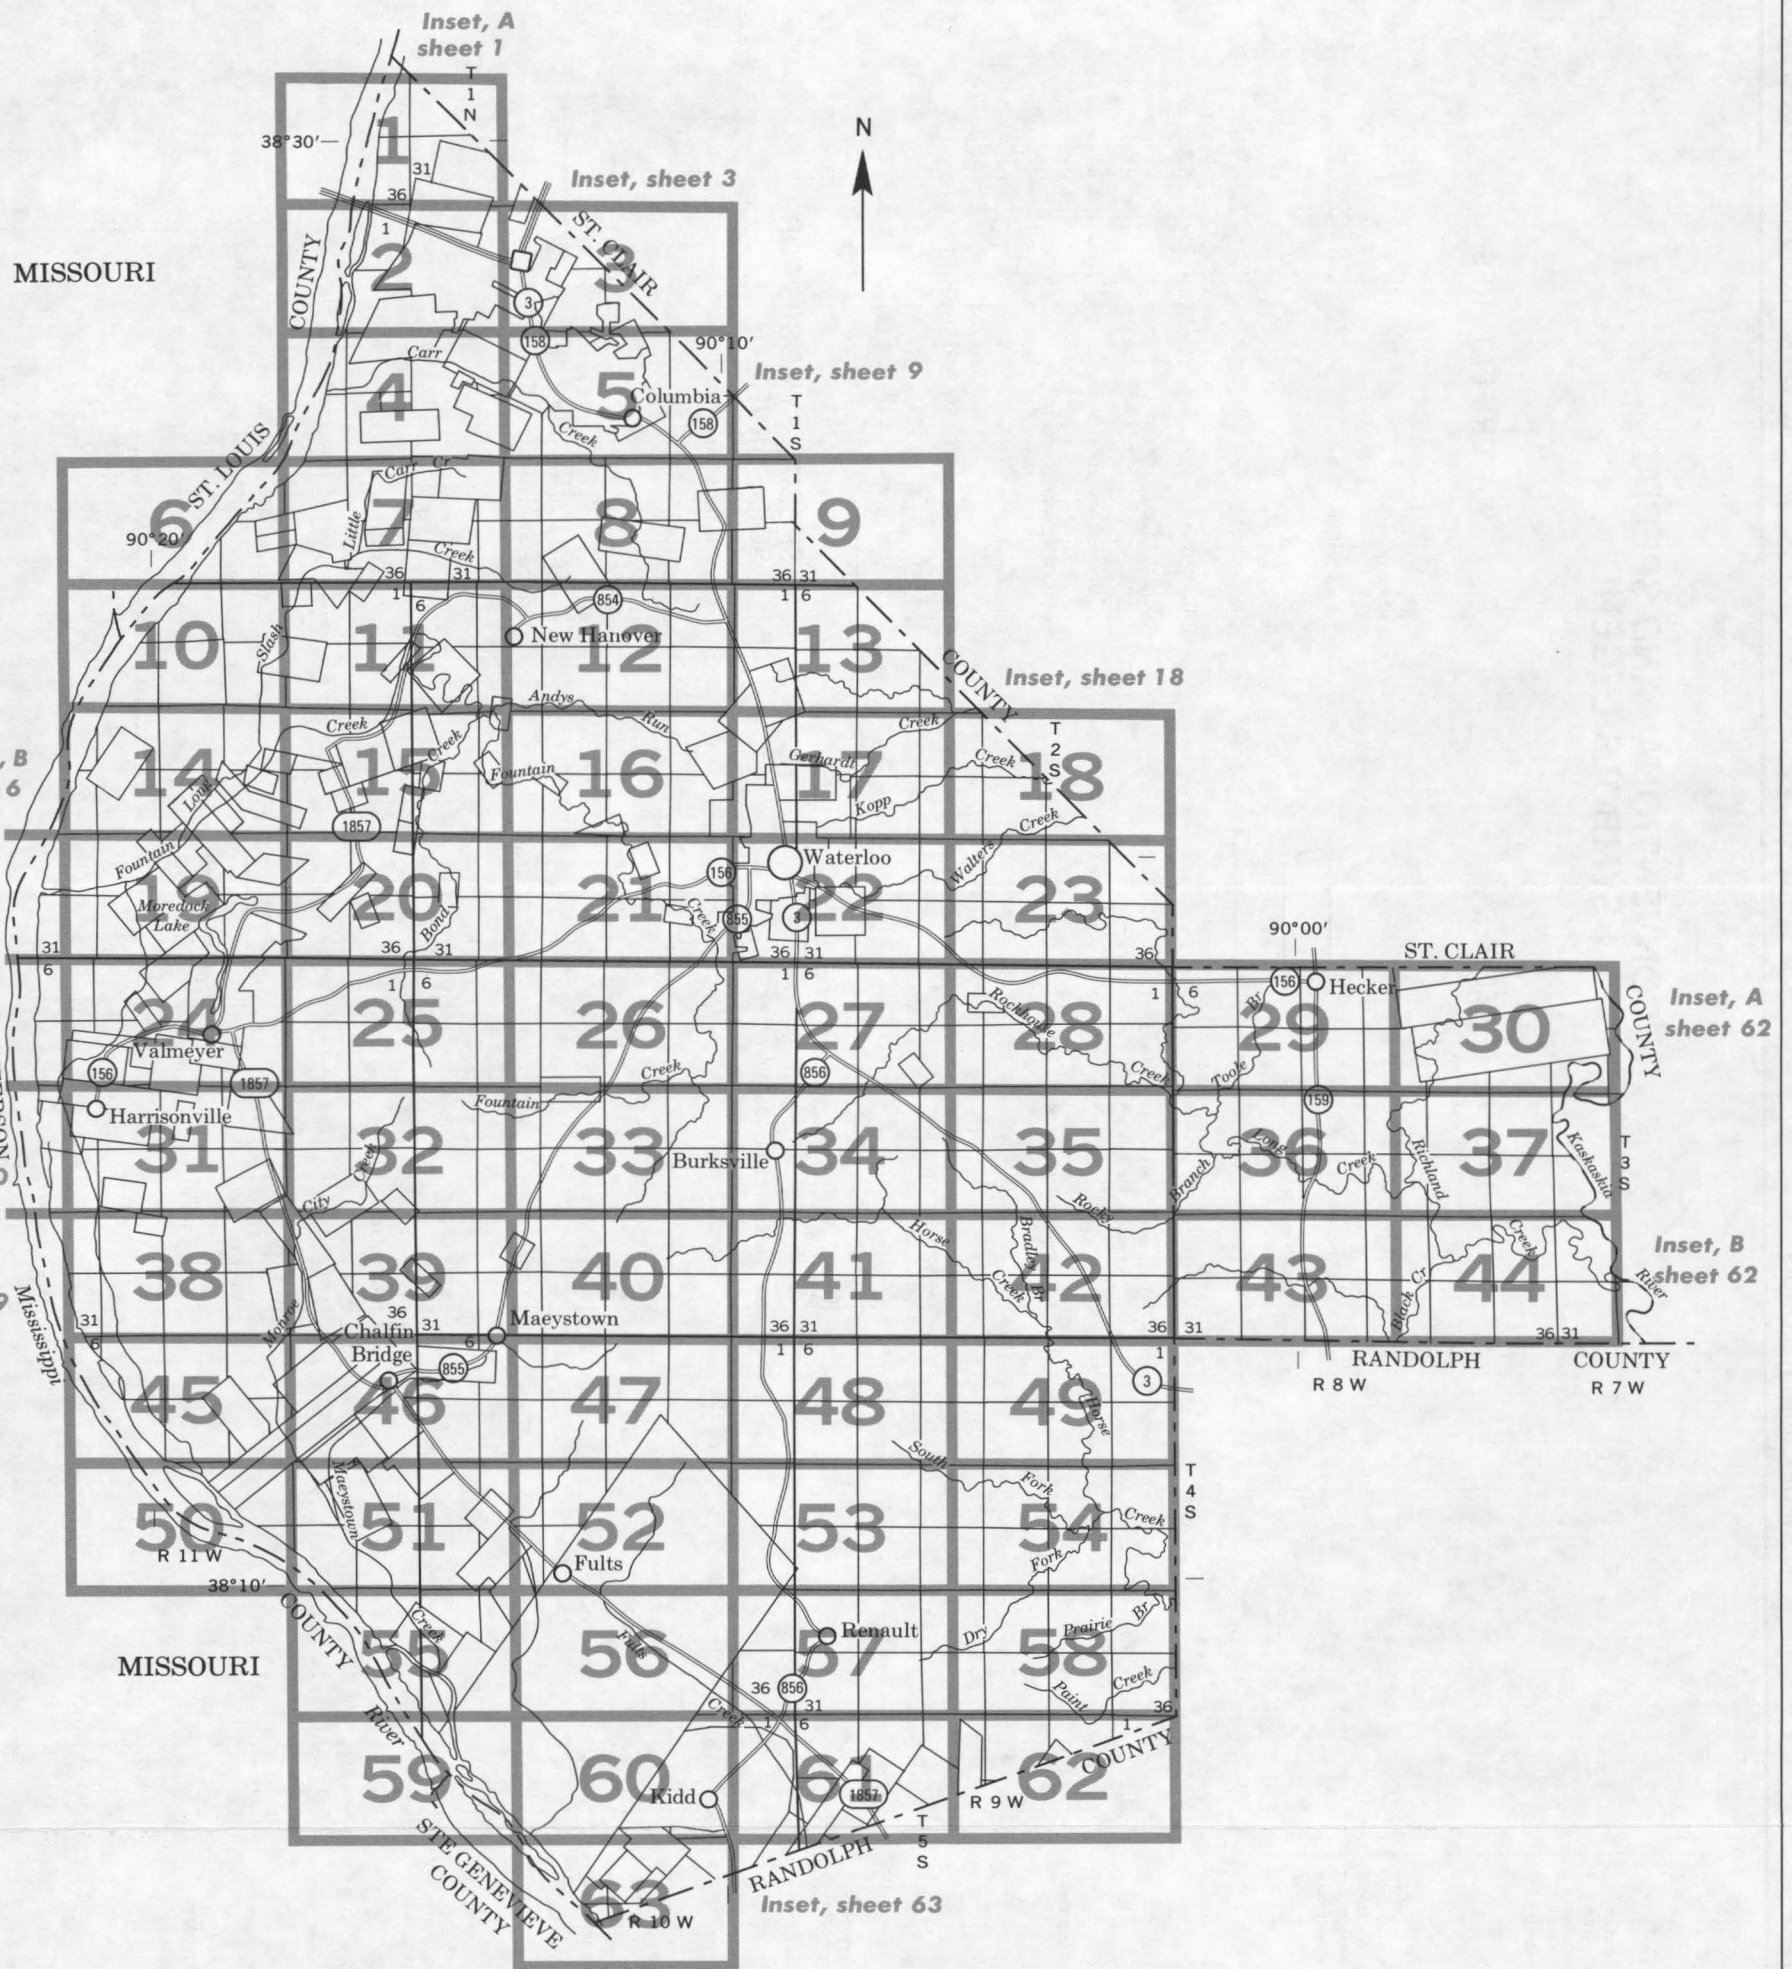 Inset, A
sheet 1
T
1
N
38°30′
1
31
36
N
Inset, sheet 3
1
ST. CLAIR
MISSOURI
COUNTY
2
3
3
158
90°10′
Carr
Inset, sheet 9
4
5
Columbia
158
T
1
S
Creek
ST. LOUIS
Carr Cr
6
Little
7
8
9
90°20′
Creek
36
31
36
31
1
6
854
1
6
10
Slash
11
New Hanover
12
13
COUNTY
Inset, sheet 18
Andys
Run
Creek
Creek
T
2
S
, B
6
14
15
Creek
Fountain
16
Gerhardt
17
Creek
18
Long
Kopp
1857
Creek
Fountain
Waterloo
Walters
156
19
Moredock
Lake
20
Bond
21
Creek
855
3
22
23
90°00′
31
36
31
36
31
36
ST. CLAIR
6
1
6
1
6
1
6
156
Hecker
COUNTY
Inset, A
sheet 62
24
25
26
27
Rockhouse
28
Br
29
30
Valmeyer
156
1857
Creek
856
Creek
Toole
159
Harrisonville
Fountain
31
32
33
Burksville
34
35
36
Long
Creek
Richland
37
Kaskaskia
T
3
S
Creek
City
Branch
Rocky
Horse
Bradley Br
Creek
Creek
Inset, B
sheet 62
38
39
40
41
42
43
44
River
Mississippi
9
Monroe
Black Cr
31
36
31
Maeystown
36
31
36
31
36
31
6
Chalfin
Bridge
6
1
6
1
RANDOLPH
COUNTY
855
3
R 8 W
R 7 W
45
46
47
48
49
Horse
South
Fork
T
4
S
Maeystown
Creek
50
51
52
53
54
R 11 W
Fults
Fork
38°10′
COUNTY
Creek
Renault
Dry
Prairie
Br
55
56
Fults
57
58
MISSOURI
36
856
31
Paint
Creek
36
River
Creek
1
6
1
COUNTY
59
60
Kidd
61
1857
62
R 9 W
T
5
S
STE GENEVIEVE
COUNTY
RANDOLPH
63
R 10 W
Inset, sheet 63